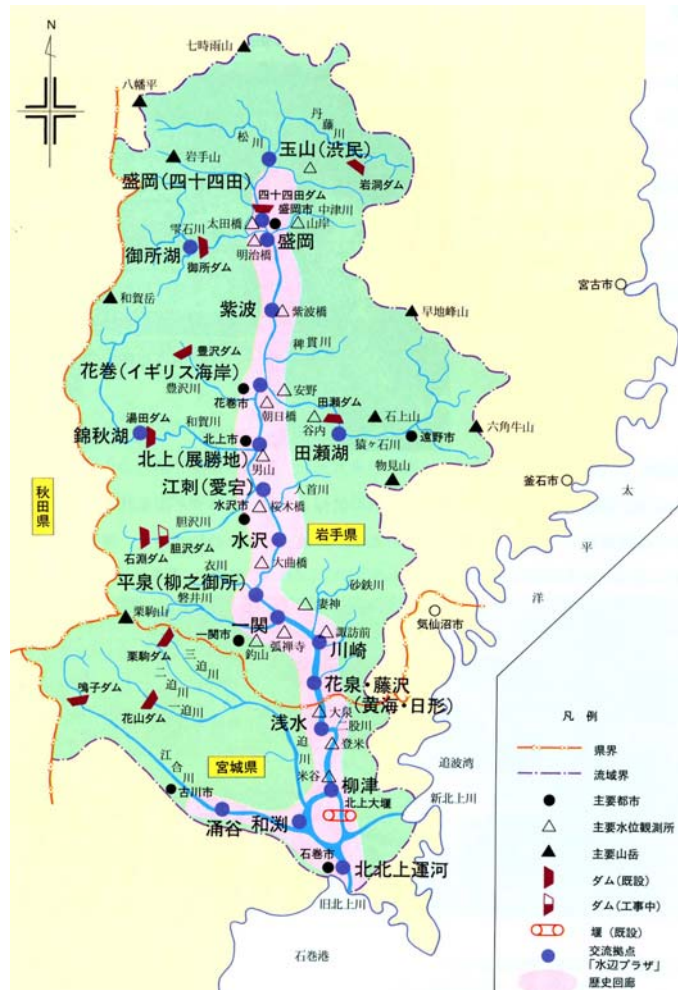 N
七時雨山
八幡平
松川
丹藤川
岩手山
玉山(渋民)
岩洞ダム
盛岡(四十四田)
四十四田ダム
盛岡市
中津川
太田橋
山岸
雫石川
盛岡
明治橋
御所湖
御所ダム
宮古市
和賀岳
紫波
紫波橋
早地峰山
稗貫川
豊沢ダム
花巻(イギリス海岸)
豊沢川
安野
田瀬ダム
花巻市
朝日橋
石上山
谷内
六角牛山
湯田ダム
和賀川
錦秋湖
北上市
猿ヶ石川
遠野市
田瀬湖
北上(展勝地)
男山
物見山
釜石市
江刺(愛宕)
人首川
秋田県
水沢市
桜木橋
胆沢川
水沢
岩手県
太平洋
石淵ダム
胆沢ダム
衣川
大曲橋
平泉(柳之御所)
砂鉄川
磐井川
妻神
栗駒山
一関
気仙沼市
一関市
釣山
狐禅寺
諏訪前
川崎
栗駒ダム
三迫川
二迫川
一迫川
鳴子ダム
花山ダム
花泉・藤沢
(黄海・日形)
大泉
二股川
浅水
凡例
迫川
登米
江合川
宮城県
米谷
追波湾
県界
柳津
流域界
古川市
北上大堰
新北上川
主要都市
涌谷
和渕
主要水位観測所
石巻市
北北上運河
主要山岳
ダム(既設)
旧北上川
ダム(工事中)
堰(既設)
石巻港
交流拠点
「水辺プラザ」
歴史回廊